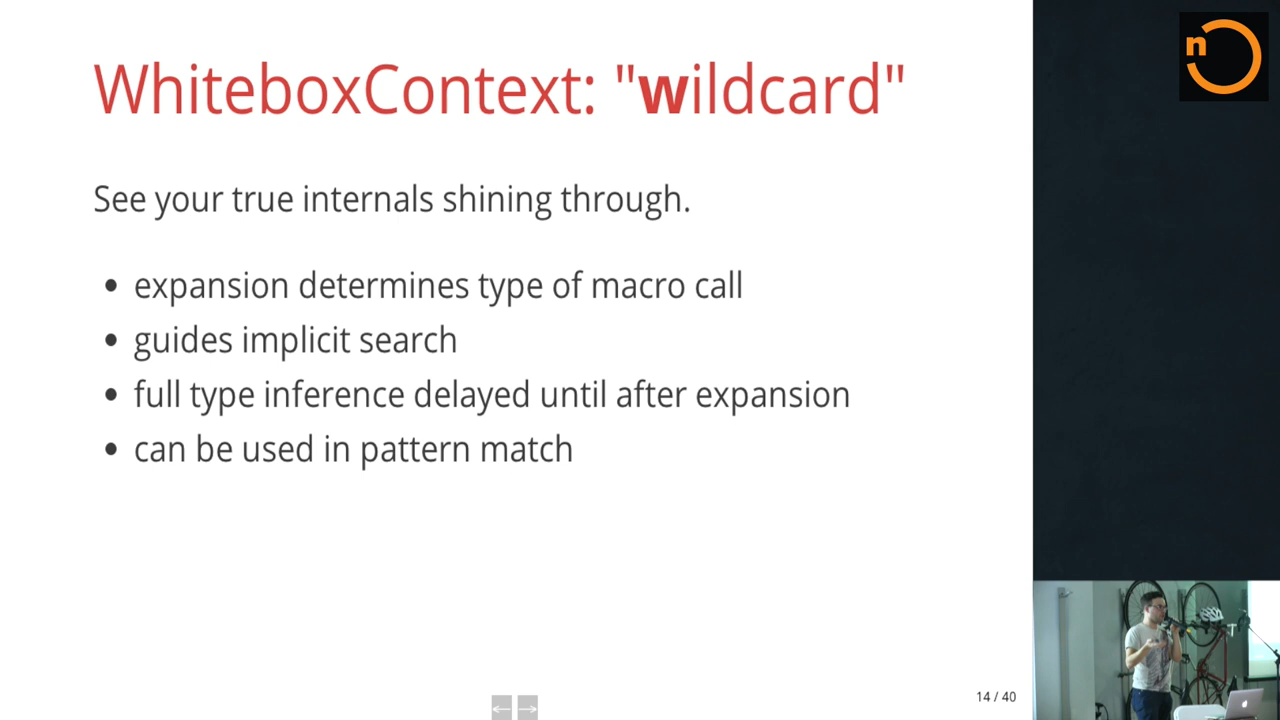 WhiteboxContext: "wildcard"
See your true internals shining through.
• expansion determines type of macro call
• guides implicit search
• full type inference delayed until after expansion
• can be used in pattern match
14 / 40
n